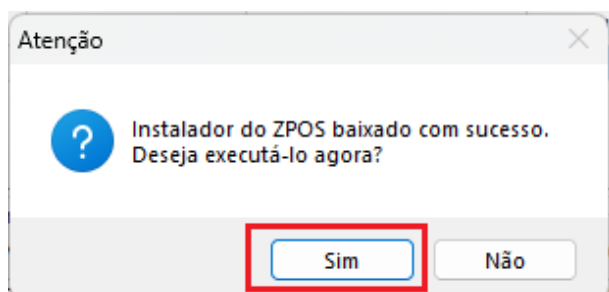 Atenção
Instalador do ZPOS baixado com sucesso.
Deseja executá-lo agora?
Sim
Não